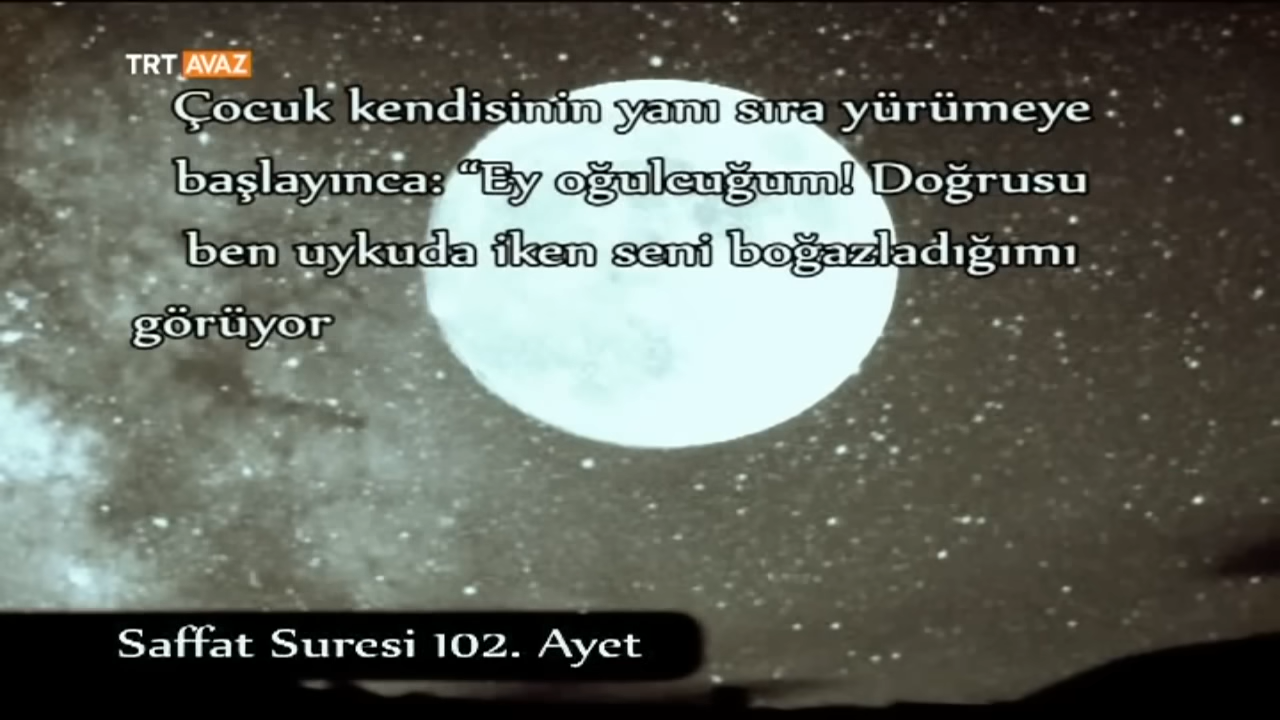 TRT AVAZ
Çocuk kendisinin yanı sıra yürümeye
başlayınca: “Ey oğulcuğum! Doğrusu
ben uykuda iken seni boğazladığımı
görüyor
Saffat Suresi 102. Ayet